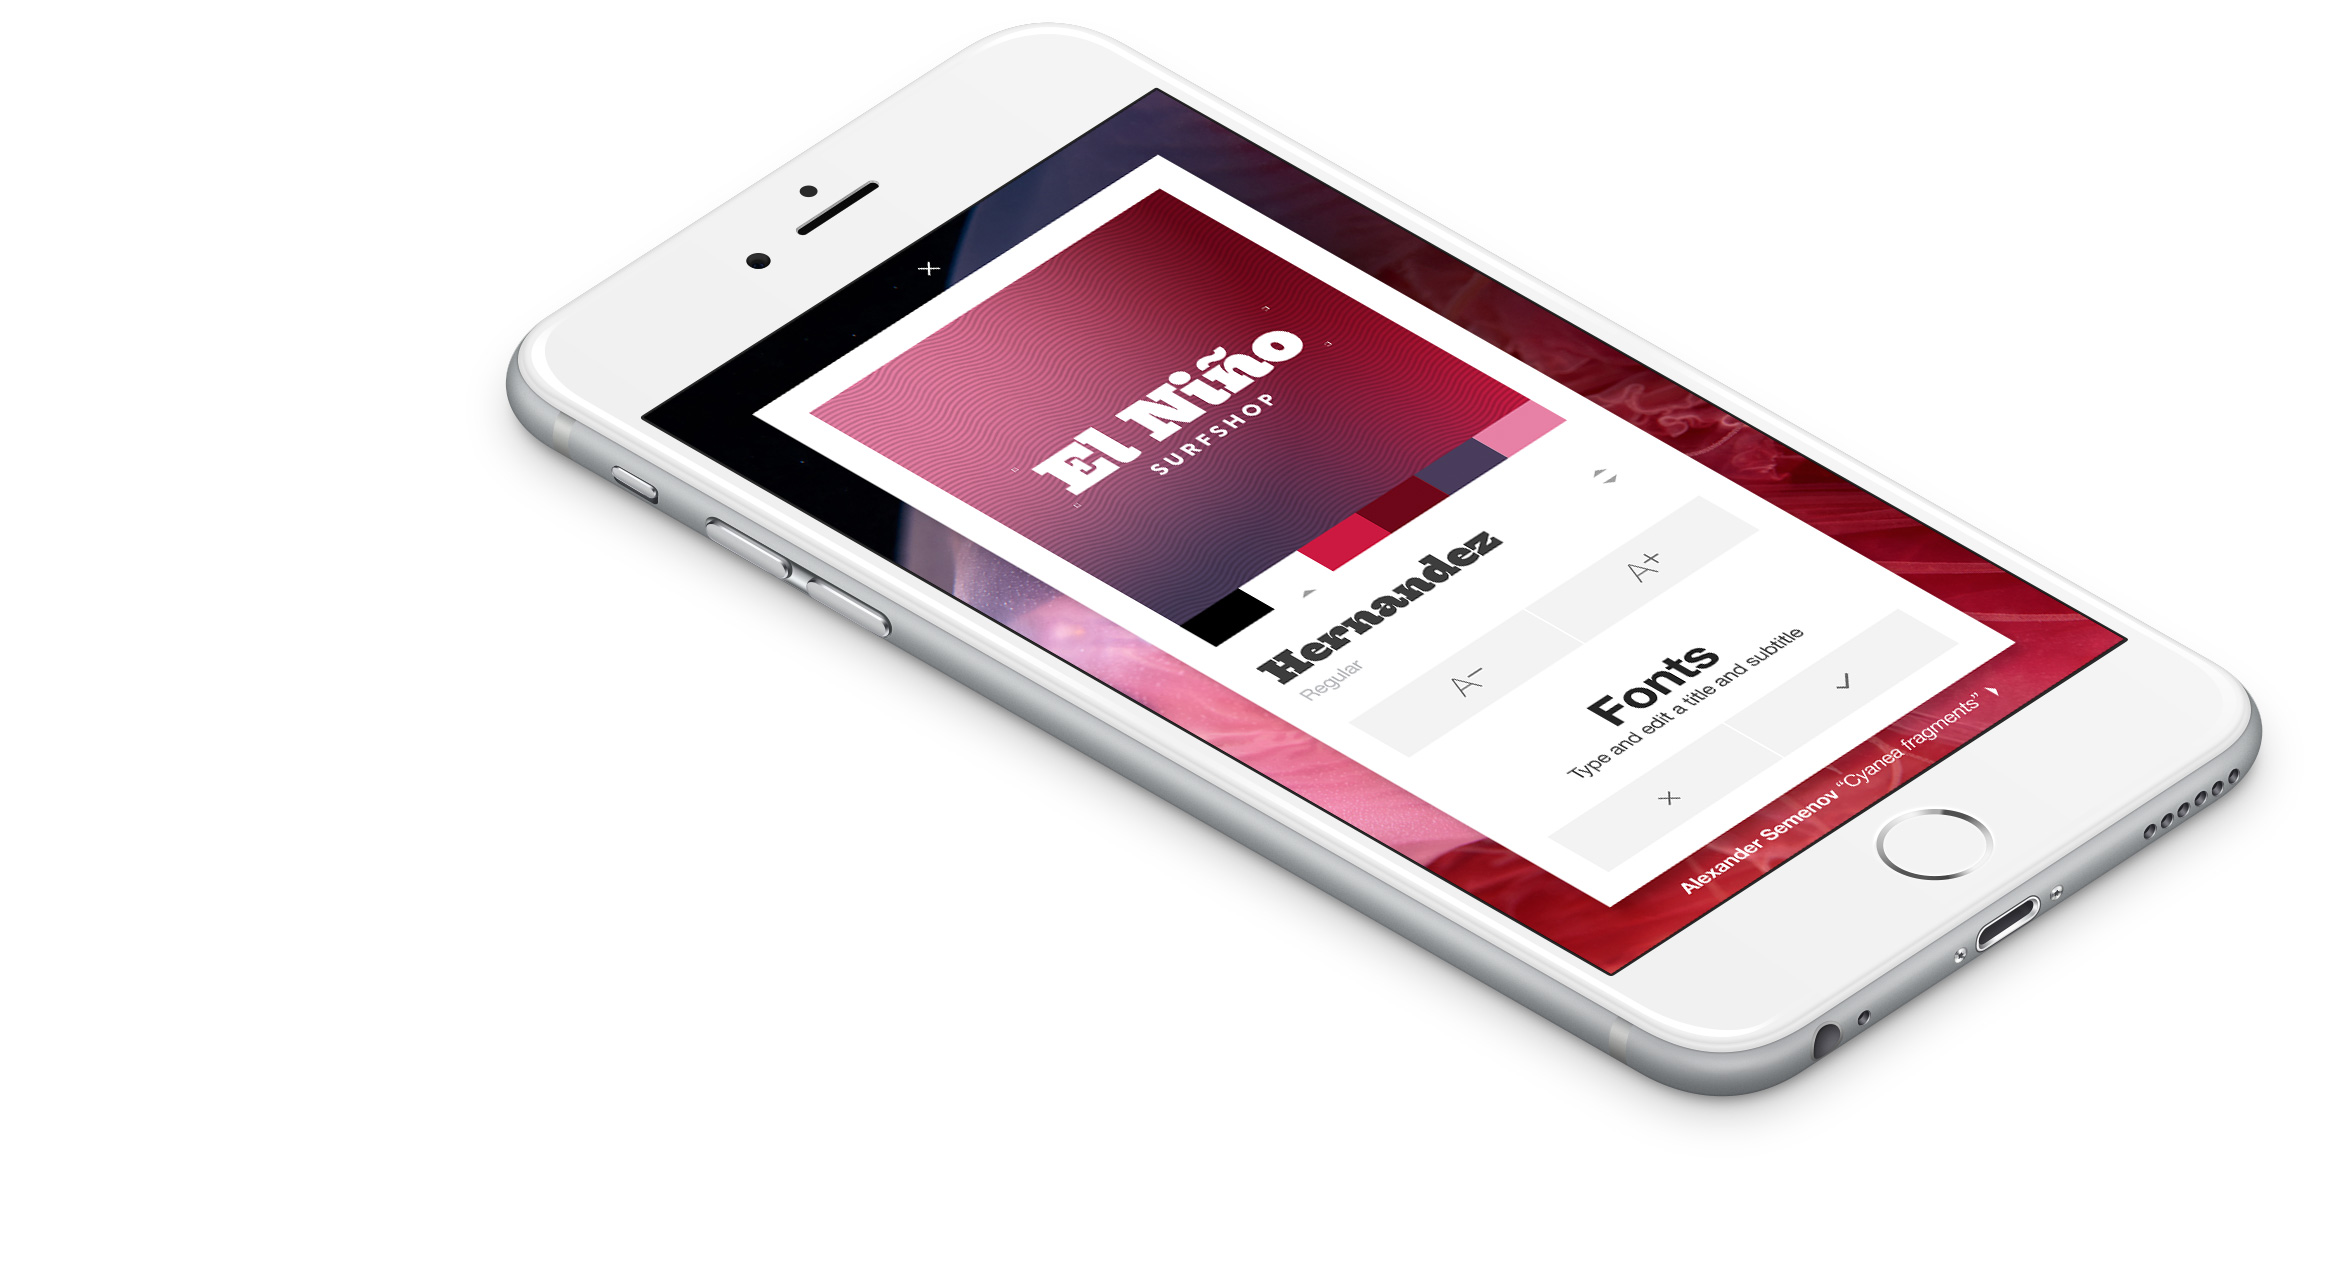 El Niño
SURFSHOP
Hernandez
Regular
A− A+
Fonts
Type and edit a title and subtitle
Alexander Semenov “Cyanea fragments”